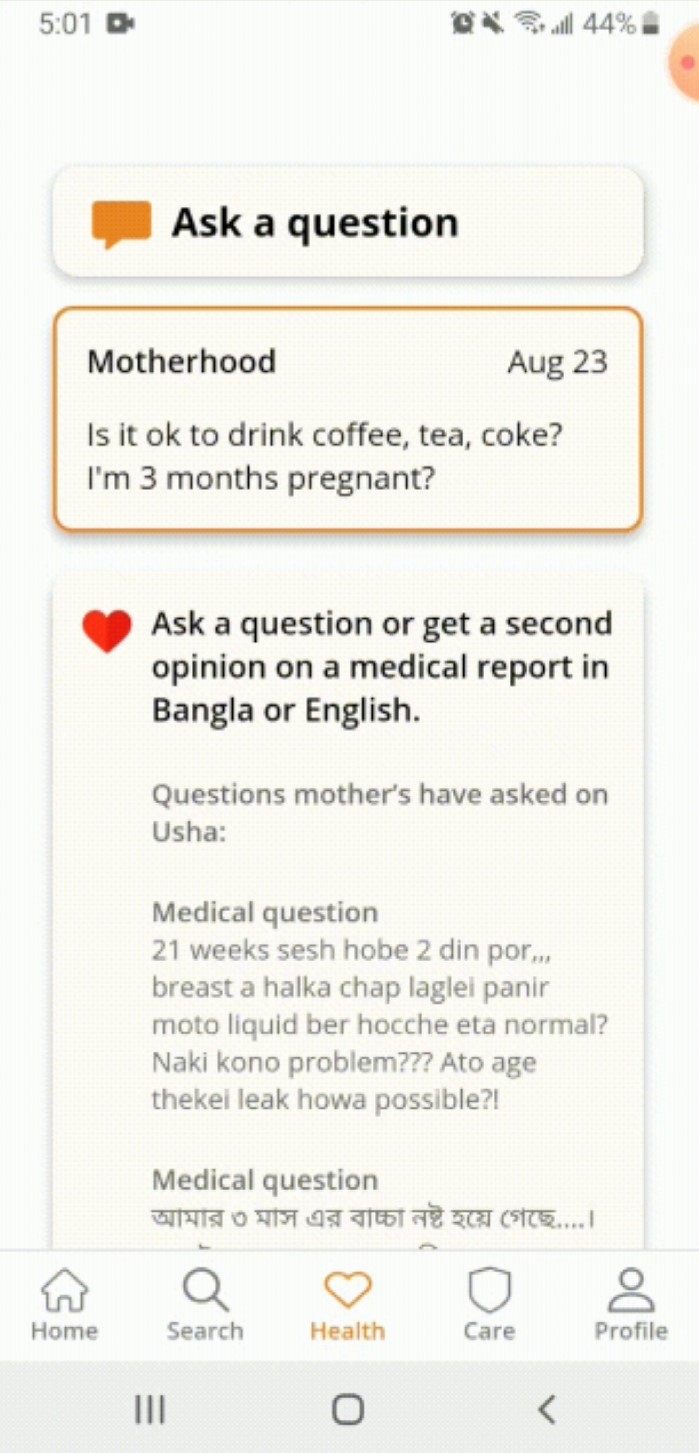 5:01
44%
Ask a question
Motherhood Aug 23
Is it ok to drink coffee, tea, coke?
I'm 3 months pregnant?
Ask a question or get a second
opinion on a medical report in
Bangla or English.
Questions mother's have asked on
Usha:
Medical question
21 weeks sesh hobe 2 din por,,,
breast a halka chap laglei panir
moto liquid ber hocche eta normal?
Naki kono problem??? Ato age
thekei leak howa possible?!
Medical question
আমার ৩ মাস এর বাচ্চা নষ্ট হয়ে গেছে....।
Home Search Health Care Profile